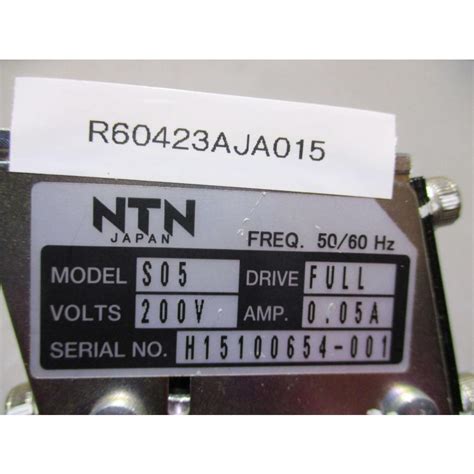 R60423AJA015
NTN
JAPAN FREQ. 50/60 Hz
MODEL S05 DRIVE FULL
VOLTS 200V AMP. 0.05A
SERIAL NO. H15100654-001